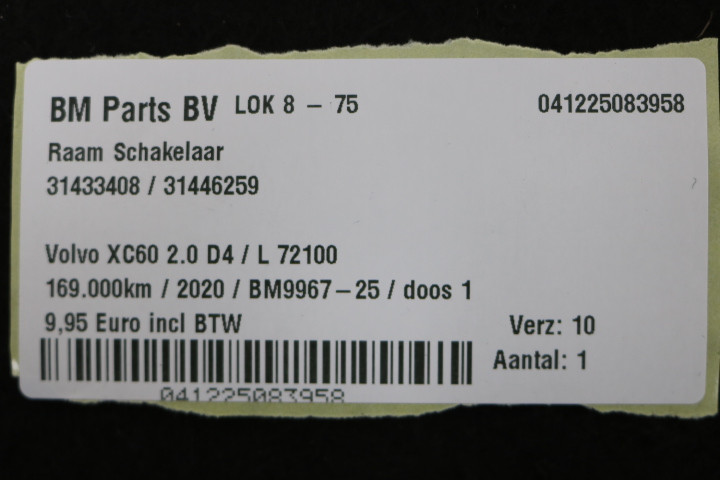 BM Parts BV LOK 8 - 75 041225083958
Raam Schakelaar
31433408 / 31446259
Volvo XC60 2.0 D4 / L 72100
169.000km / 2020 / BM9967-25 / doos 1
9,95 Euro incl BTW Verz: 10
Aantal: 1
041225083958